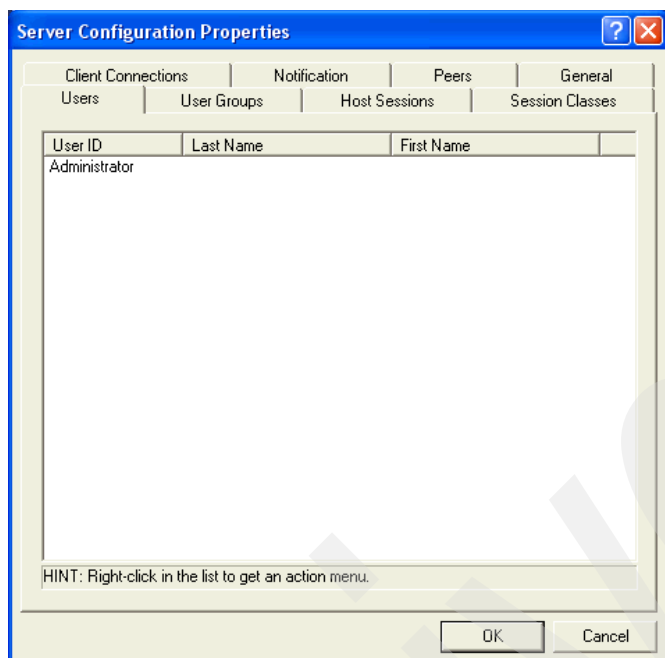 Server Configuration Properties
Client Connections Notification Peers General
Users User Groups Host Sessions Session Classes
User ID Last Name First Name
Administrator
HINT: Right-click in the list to get an action menu.
OK Cancel